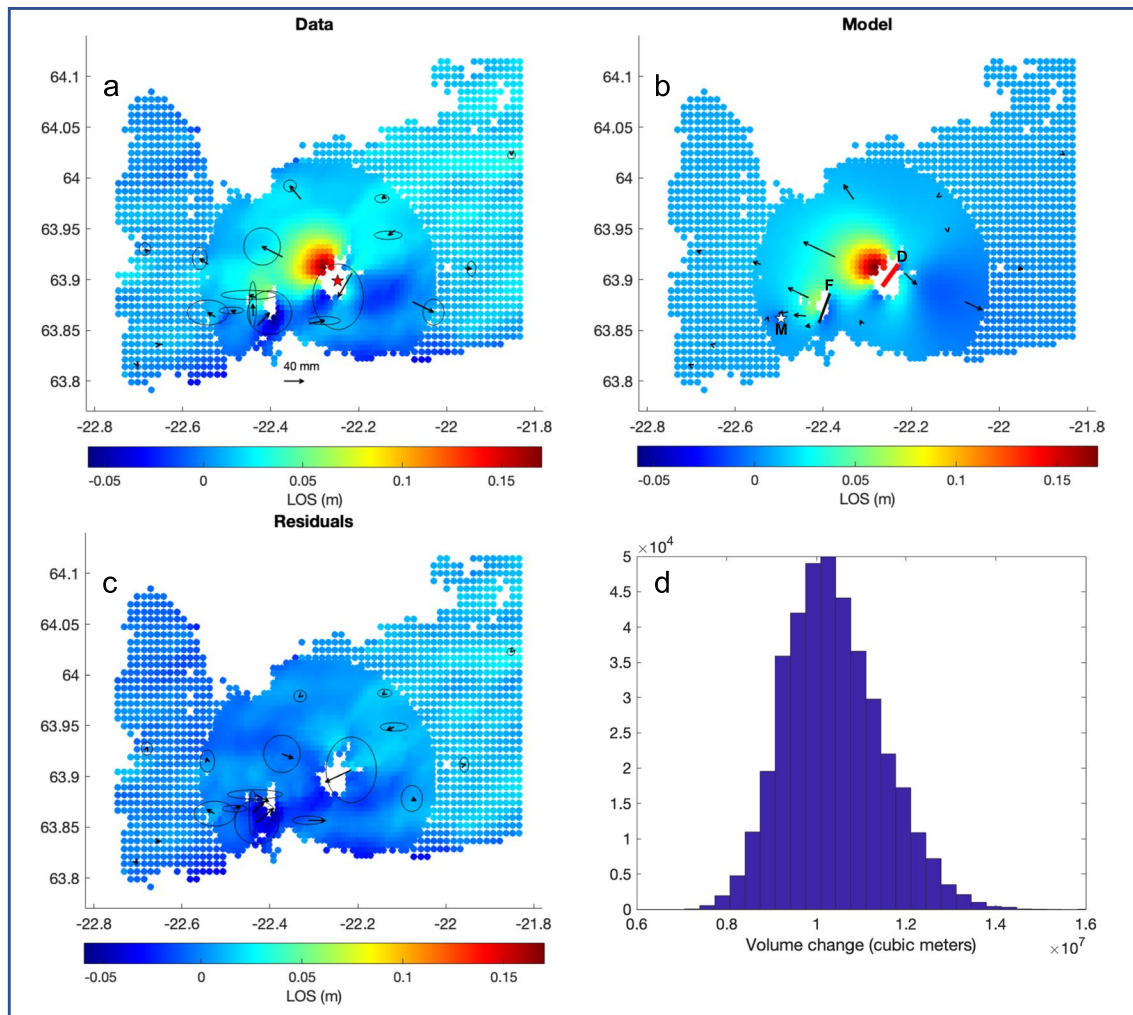 Data
Model
a
b
64.1
64.05
64
63.95
63.9
63.85
63.8
64.1
64.05
64
63.95
63.9
63.85
63.8
D
F
M
40 mm
-22.8 -22.6 -22.4 -22.2 -22 -21.8
-22.8 -22.6 -22.4 -22.2 -22 -21.8
-0.05 0 0.05 0.1 0.15
-0.05 0 0.05 0.1 0.15
LOS (m)
LOS (m)
Residuals
c
d
64.1
64.05
64
63.95
63.9
63.85
63.8
×10⁴
5
4.5
4
3.5
3
2.5
2
1.5
1
0.5
0
-22.8 -22.6 -22.4 -22.2 -22 -21.8
0.6 0.8 1.0 1.2 1.4 1.6
Volume change (cubic meters)
×10⁷
-0.05 0 0.05 0.1 0.15
LOS (m)